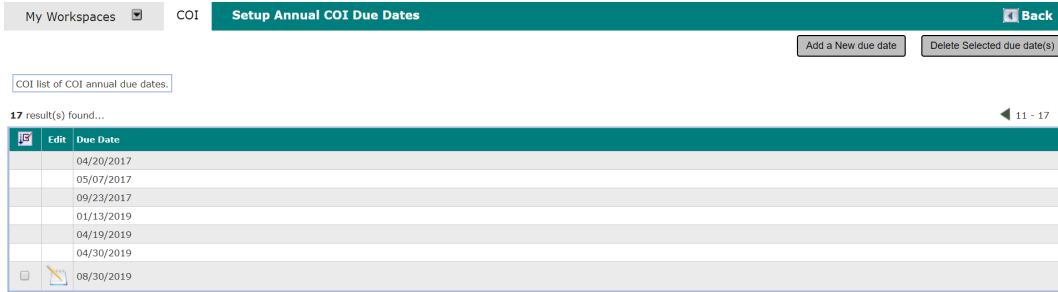 My Workspaces COI Setup Annual COI Due Dates Back
Add a New due date Delete Selected due date(s)
COI list of COI annual due dates.
17 result(s) found... 11 - 17
Edit Due Date
04/20/2017
05/07/2017
09/23/2017
01/13/2019
04/19/2019
04/30/2019
08/30/2019